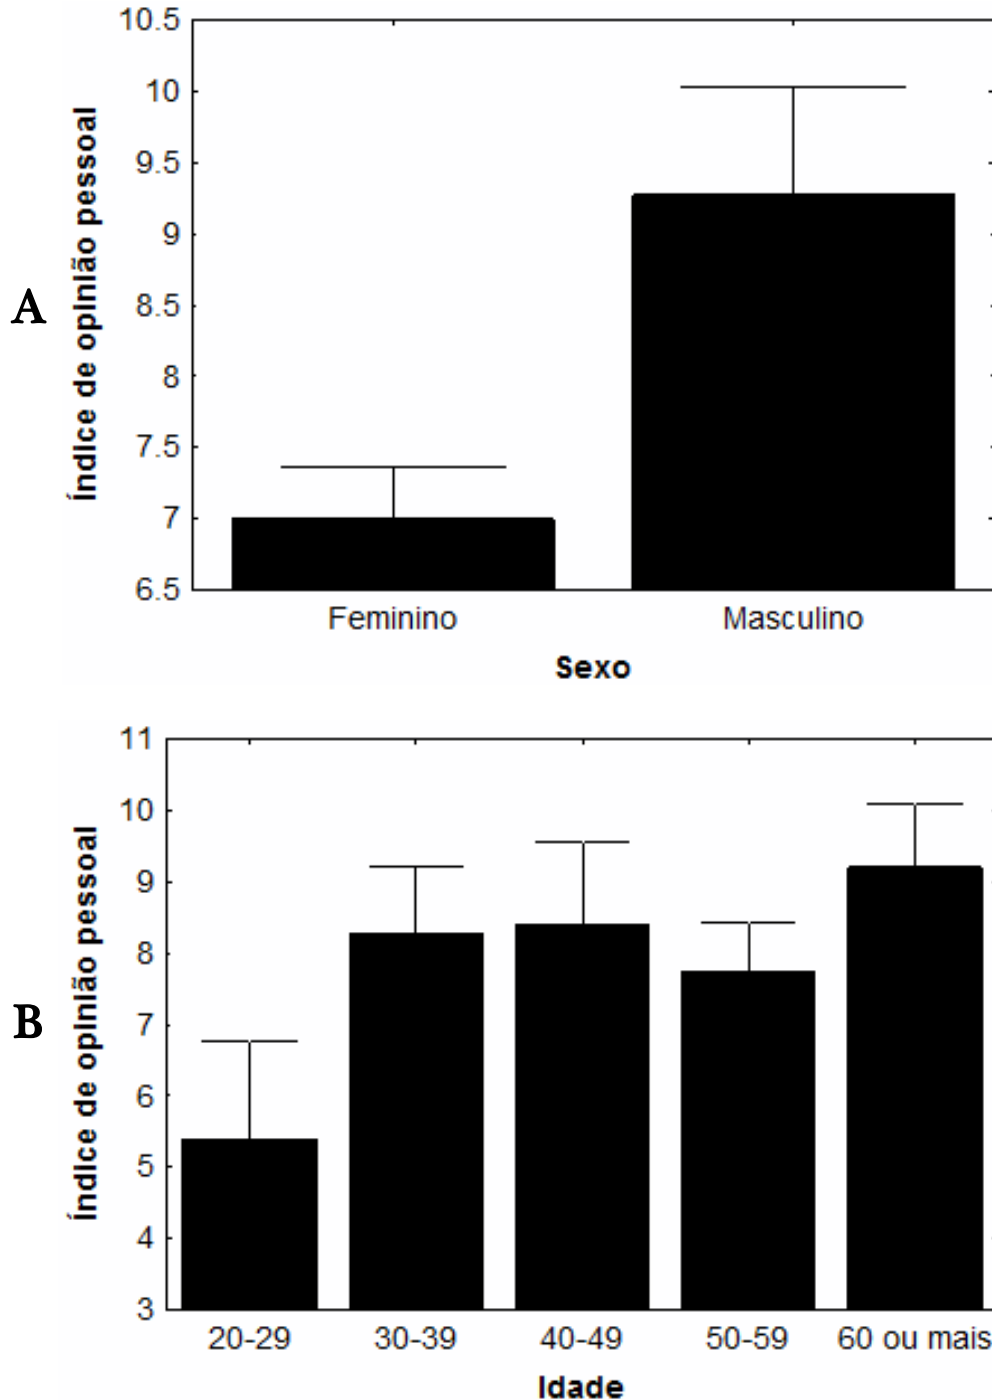 A
Índice de opinião pessoal
10.5
10
9.5
9
8.5
8
7.5
7
6.5
Feminino Masculino
Sexo
B
Índice de opinião pessoal
11
10
9
8
7
6
5
4
3
20-29 30-39 40-49 50-59 60 ou mais
Idade